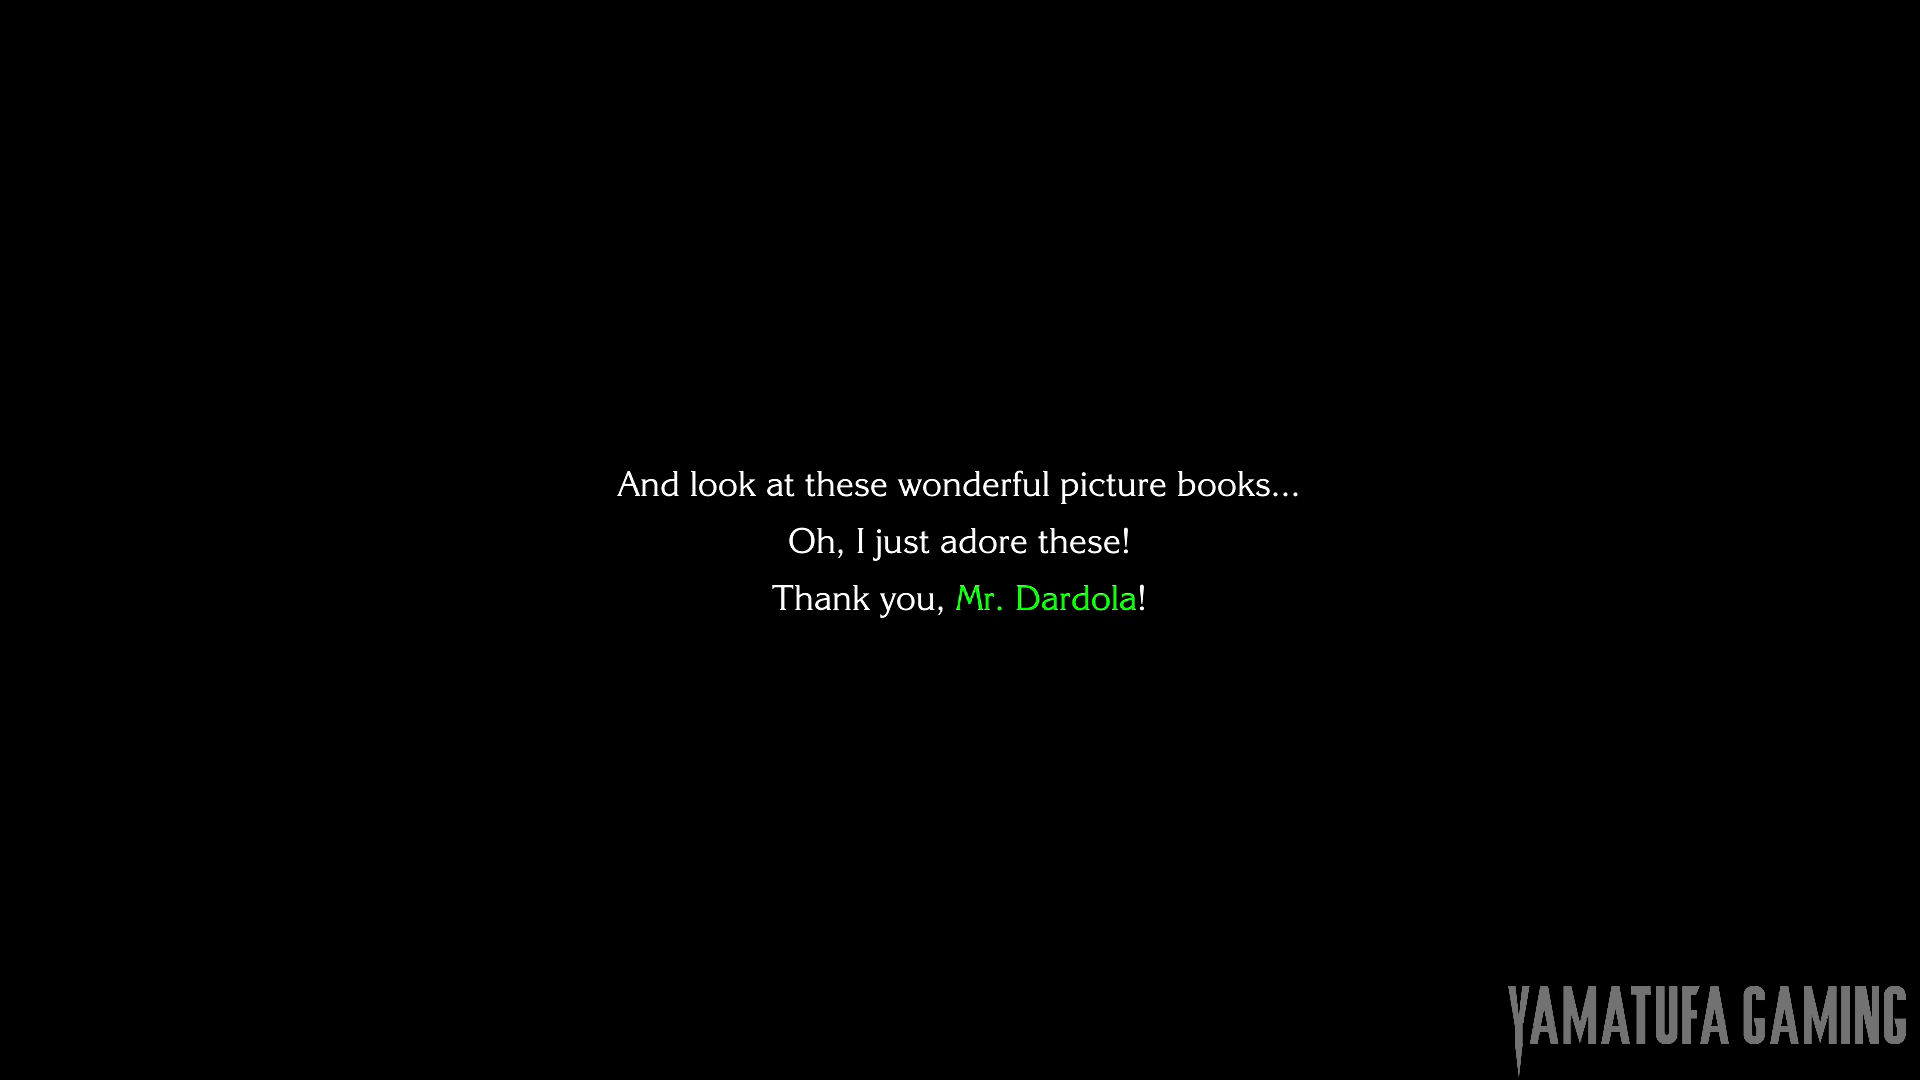 And look at these wonderful picture books...
Oh, I just adore these!
Thank you, Mr. Dardola!
YAMATUFA GAMING